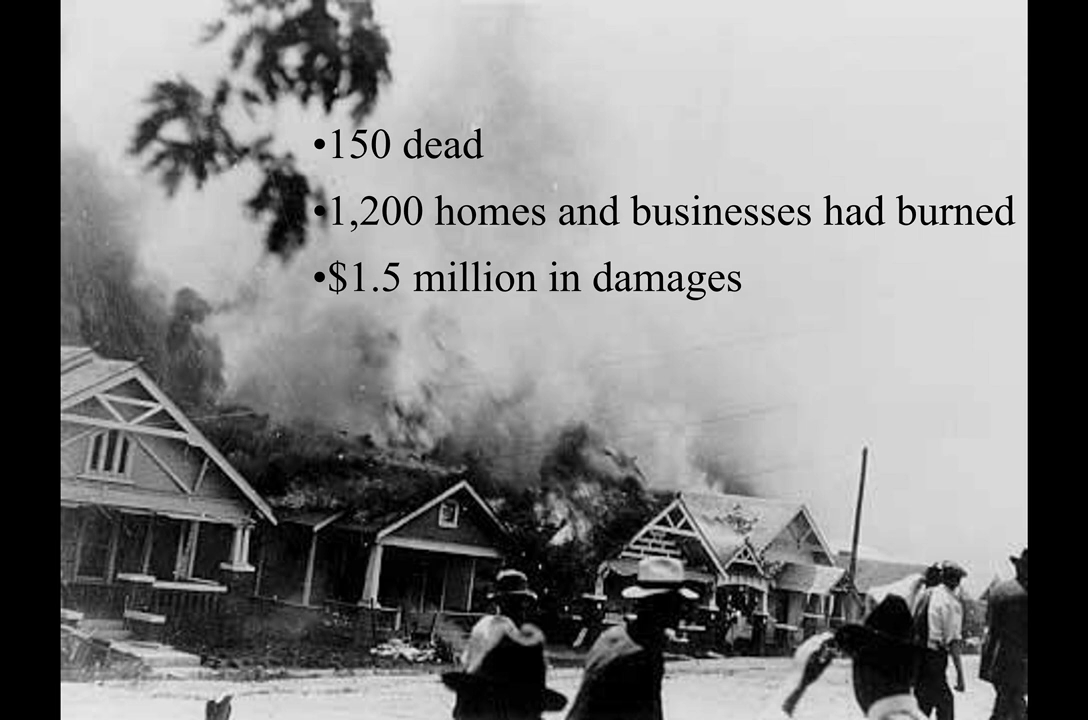 •150 dead
•1,200 homes and businesses had burned
•$1.5 million in damages